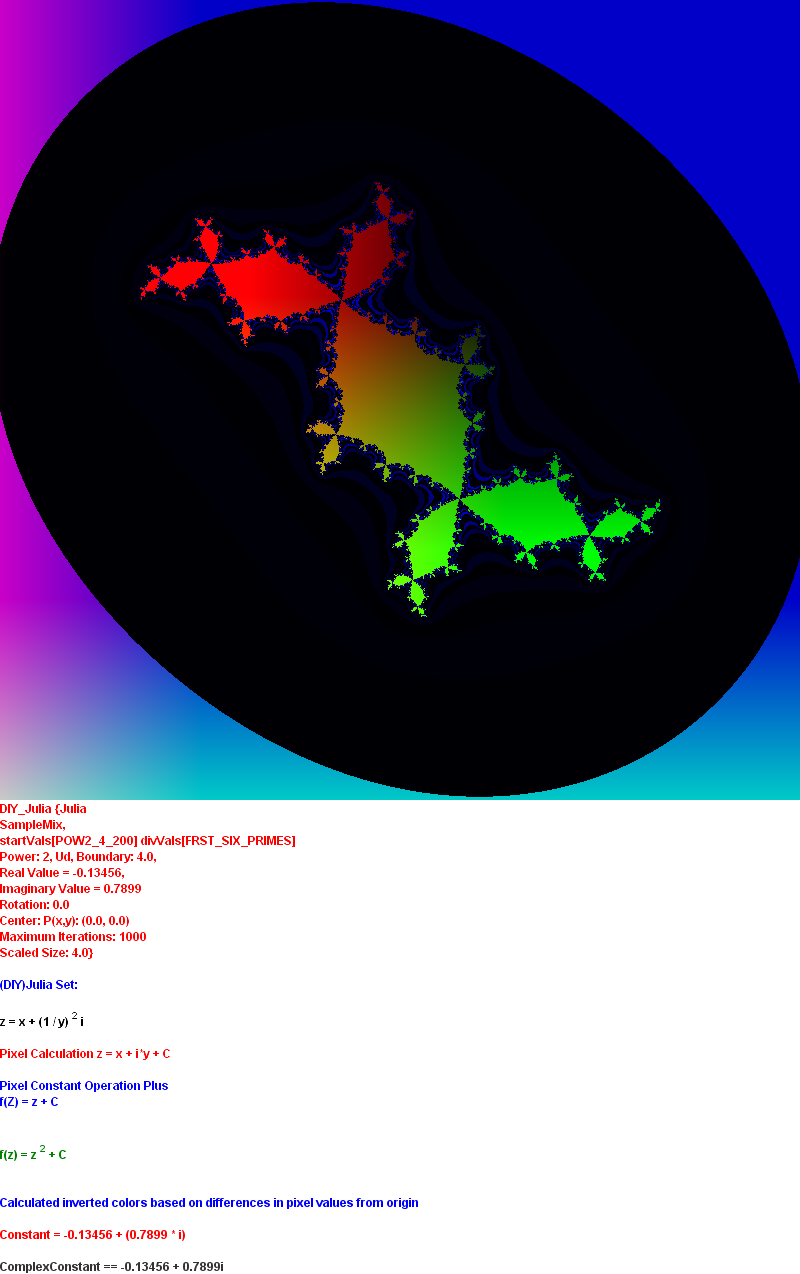 DIY_Julia {Julia
SampleMix,
startVals[POW2_4_200] divVals[FRST_SIX_PRIMES]
Power: 2, Ud, Boundary: 4.0,
Real Value = -0.13456,
Imaginary Value = 0.7899
Rotation: 0.0
Center: P(x,y): (0.0, 0.0)
Maximum Iterations: 1000
Scaled Size: 4.0}
(DIY)Julia Set:
z = x + (1 / y) ² i
Pixel Calculation z = x + i*y + C
Pixel Constant Operation Plus
f(Z) = z + C
f(z) = z ² + C
Calculated inverted colors based on differences in pixel values from origin
Constant = -0.13456 + (0.7899 * i)
ComplexConstant == -0.13456 + 0.7899i